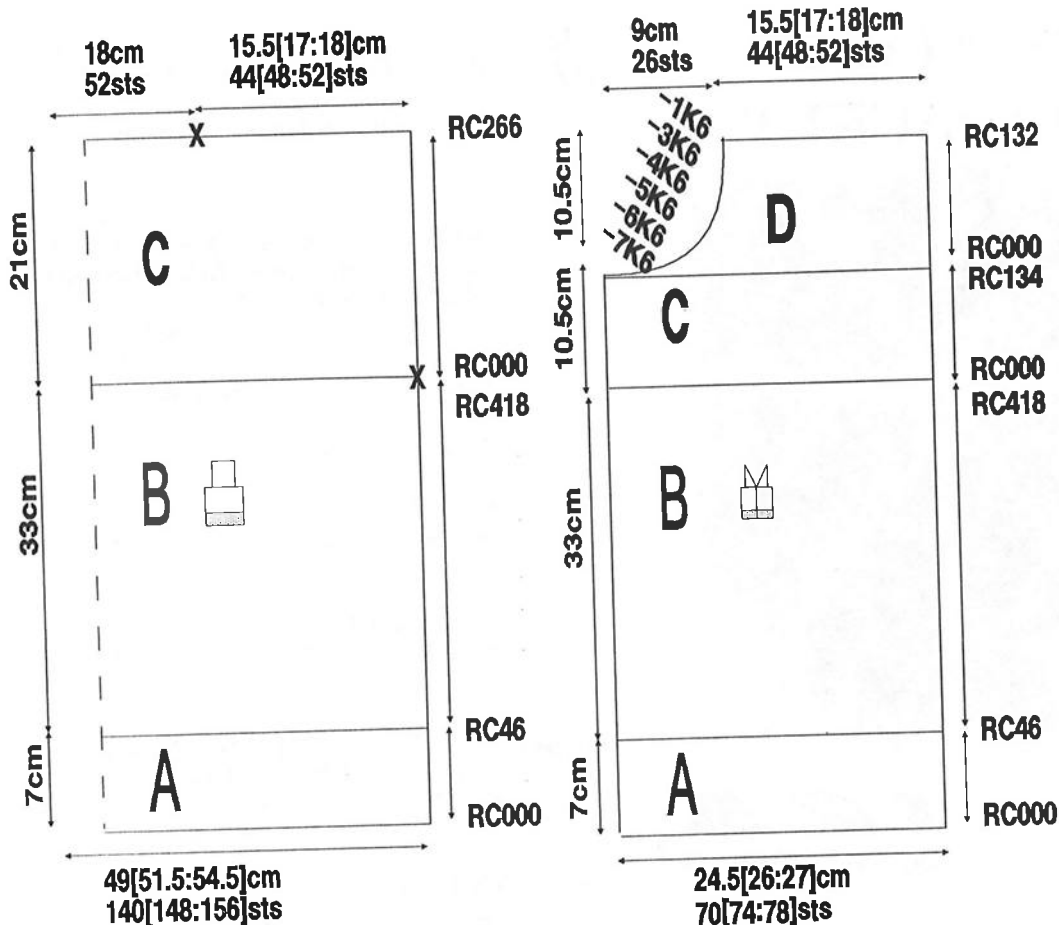 18cm
52sts
15.5[17:18]cm
44[48:52]sts
X
RC266
21cm
C
RC000
X
RC418
33cm
B
RC46
7cm
A
RC000
49[51.5:54.5]cm
140[148:156]sts
9cm
26sts
15.5[17:18]cm
44[48:52]sts
-1K6
-3K6
-4K6
-5K6
-6K6
-7K6
RC132
10.5cm
D
RC000
RC134
10.5cm
C
RC000
RC418
33cm
B
RC46
7cm
A
RC000
24.5[26:27]cm
70[74:78]sts